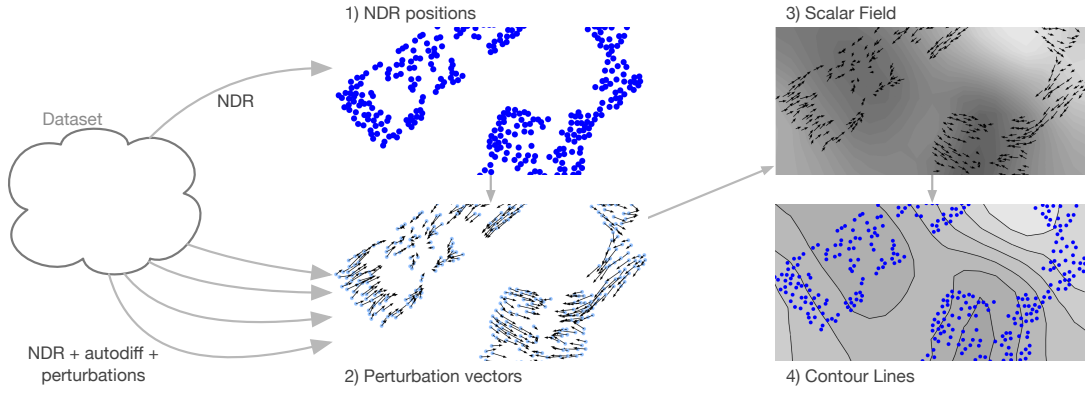 1) NDR positions
3) Scalar Field
NDR
Dataset
NDR + autodiff +
perturbations
2) Perturbation vectors
4) Contour Lines